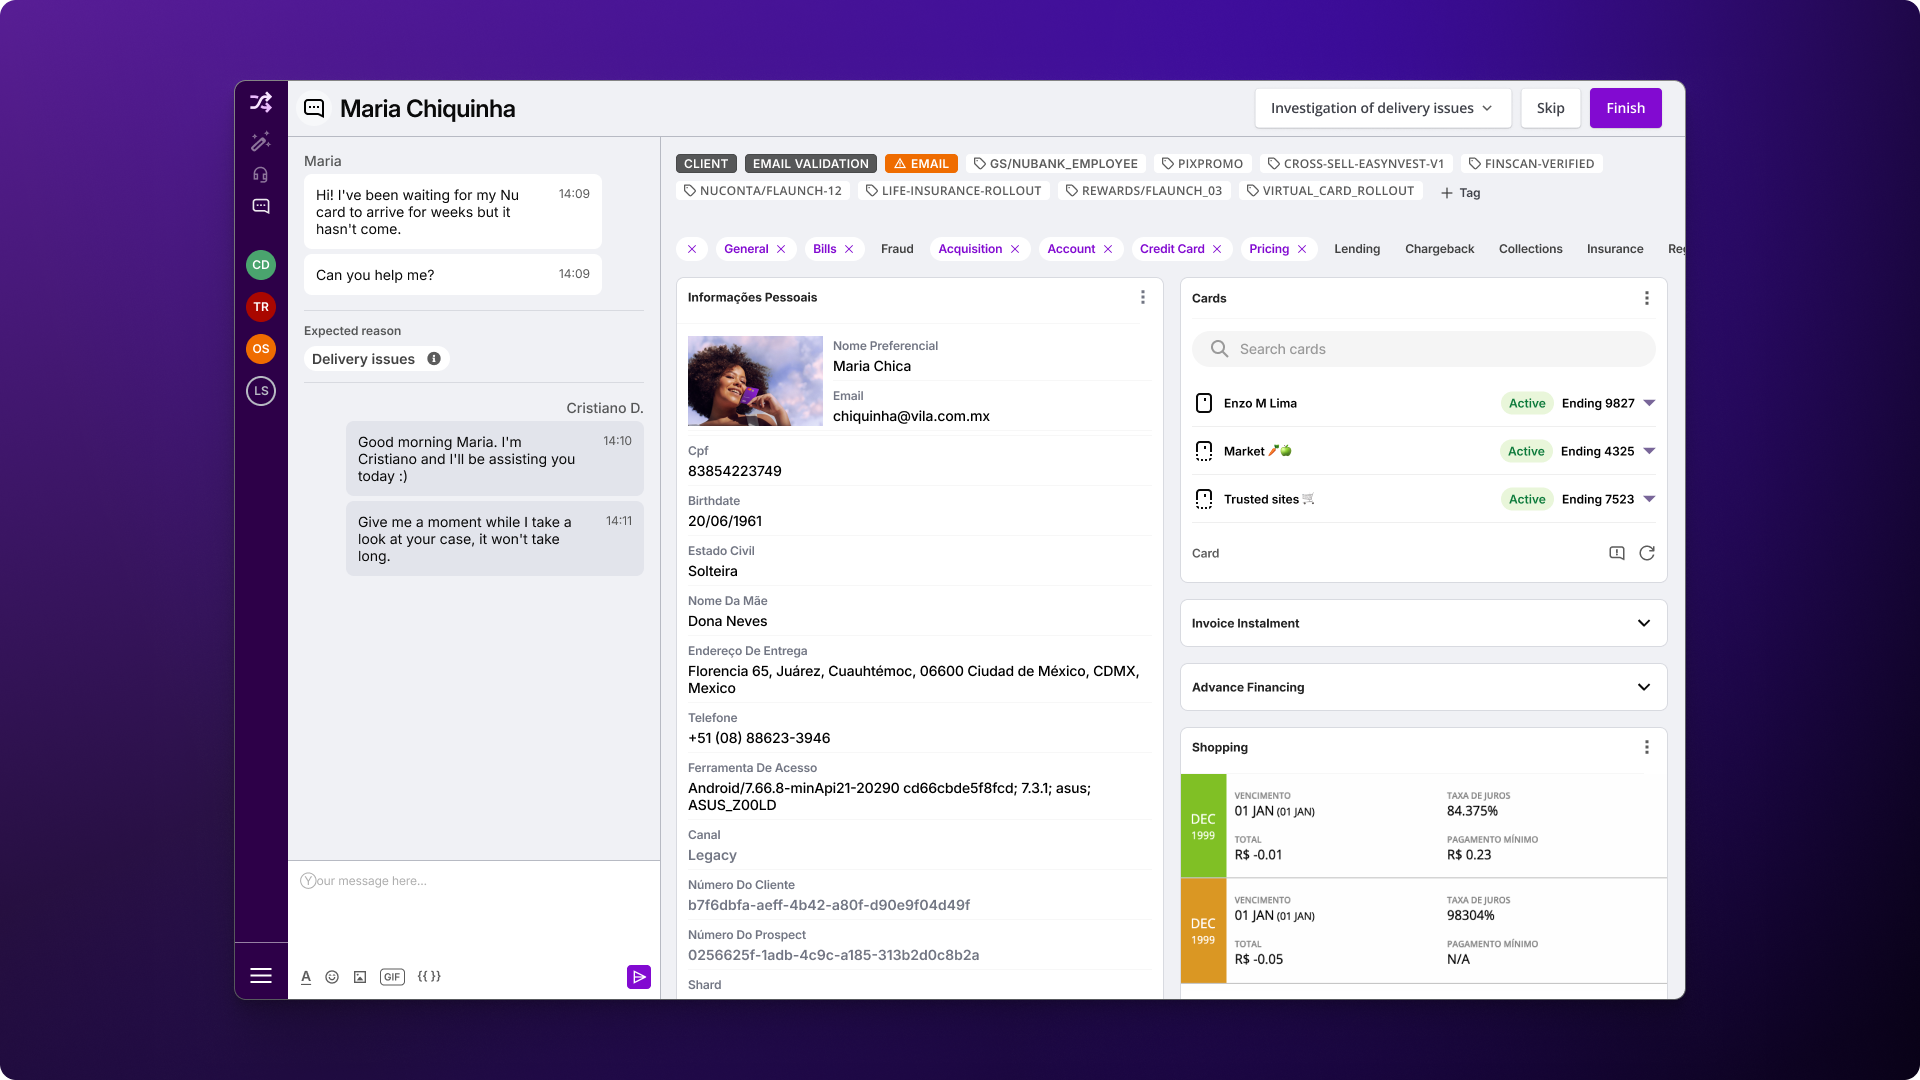 Maria Chiquinha
Investigation of delivery issues
Skip
Finish
CD
TR
OS
LS
Maria
Hi! I've been waiting for my Nu
card to arrive for weeks but it
hasn't come.
14:09
Can you help me?
14:09
Expected reason
Delivery issues
Cristiano D.
Good morning Maria. I'm
Cristiano and I'll be assisting you
today :)
14:10
Give me a moment while I take a
look at your case, it won't take
long.
14:11
Your message here...
A
GIF
{{ }}
CLIENT
EMAIL VALIDATION
EMAIL
GS/NUBANK_EMPLOYEE
PIXPROMO
CROSS-SELL-EASYNVEST-V1
FINSCAN-VERIFIED
NUCONTA/FLAUNCH-12
LIFE-INSURANCE-ROLLOUT
REWARDS/FLAUNCH_03
VIRTUAL_CARD_ROLLOUT
+ Tag
General
Bills
Fraud
Acquisition
Account
Credit Card
Pricing
Lending
Chargeback
Collections
Insurance
Reg
Informações Pessoais
Nome Preferencial
Maria Chica
Email
chiquinha@vila.com.mx
Cpf
83854223749
Birthdate
20/06/1961
Estado Civil
Solteira
Nome Da Mãe
Dona Neves
Endereço De Entrega
Florencia 65, Juárez, Cuauhtémoc, 06600 Ciudad de México, CDMX,
Mexico
Telefone
+51 (08) 88623-3946
Ferramenta De Acesso
Android/7.66.8-minApi21-20290 cd66cbde5f8fcd; 7.3.1; asus;
ASUS_Z00LD
Canal
Legacy
Número Do Cliente
b7f6dbfa-aeff-4b42-a80f-d90e9f04d49f
Número Do Prospect
0256625f-1adb-4c9c-a185-313b2d0c8b2a
Shard
Cards
Search cards
Enzo M Lima
Active
Ending 9827
Market
Active
Ending 4325
Trusted sites
Active
Ending 7523
Card
Invoice Instalment
Advance Financing
Shopping
DEC
1999
VENCIMENTO
01 JAN (01 JAN)
TAXA DE JUROS
84.375%
TOTAL
R$ -0.01
PAGAMENTO MÍNIMO
R$ 0.23
DEC
1999
VENCIMENTO
01 JAN (01 JAN)
TAXA DE JUROS
98304%
TOTAL
R$ -0.05
PAGAMENTO MÍNIMO
N/A